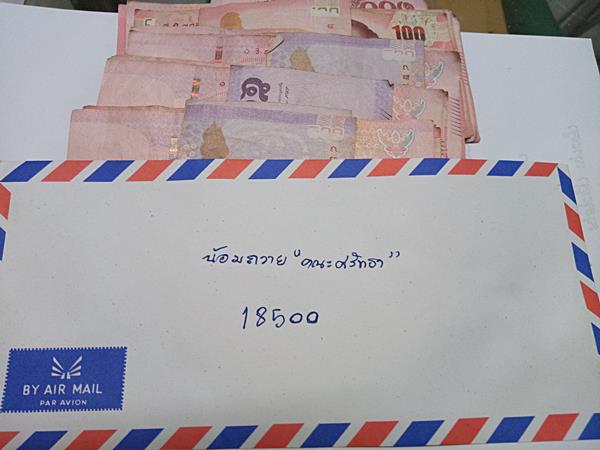 100
น้อมถวาย "คณะศรัทธา"
18500
BY AIR MAIL
PAR AVION